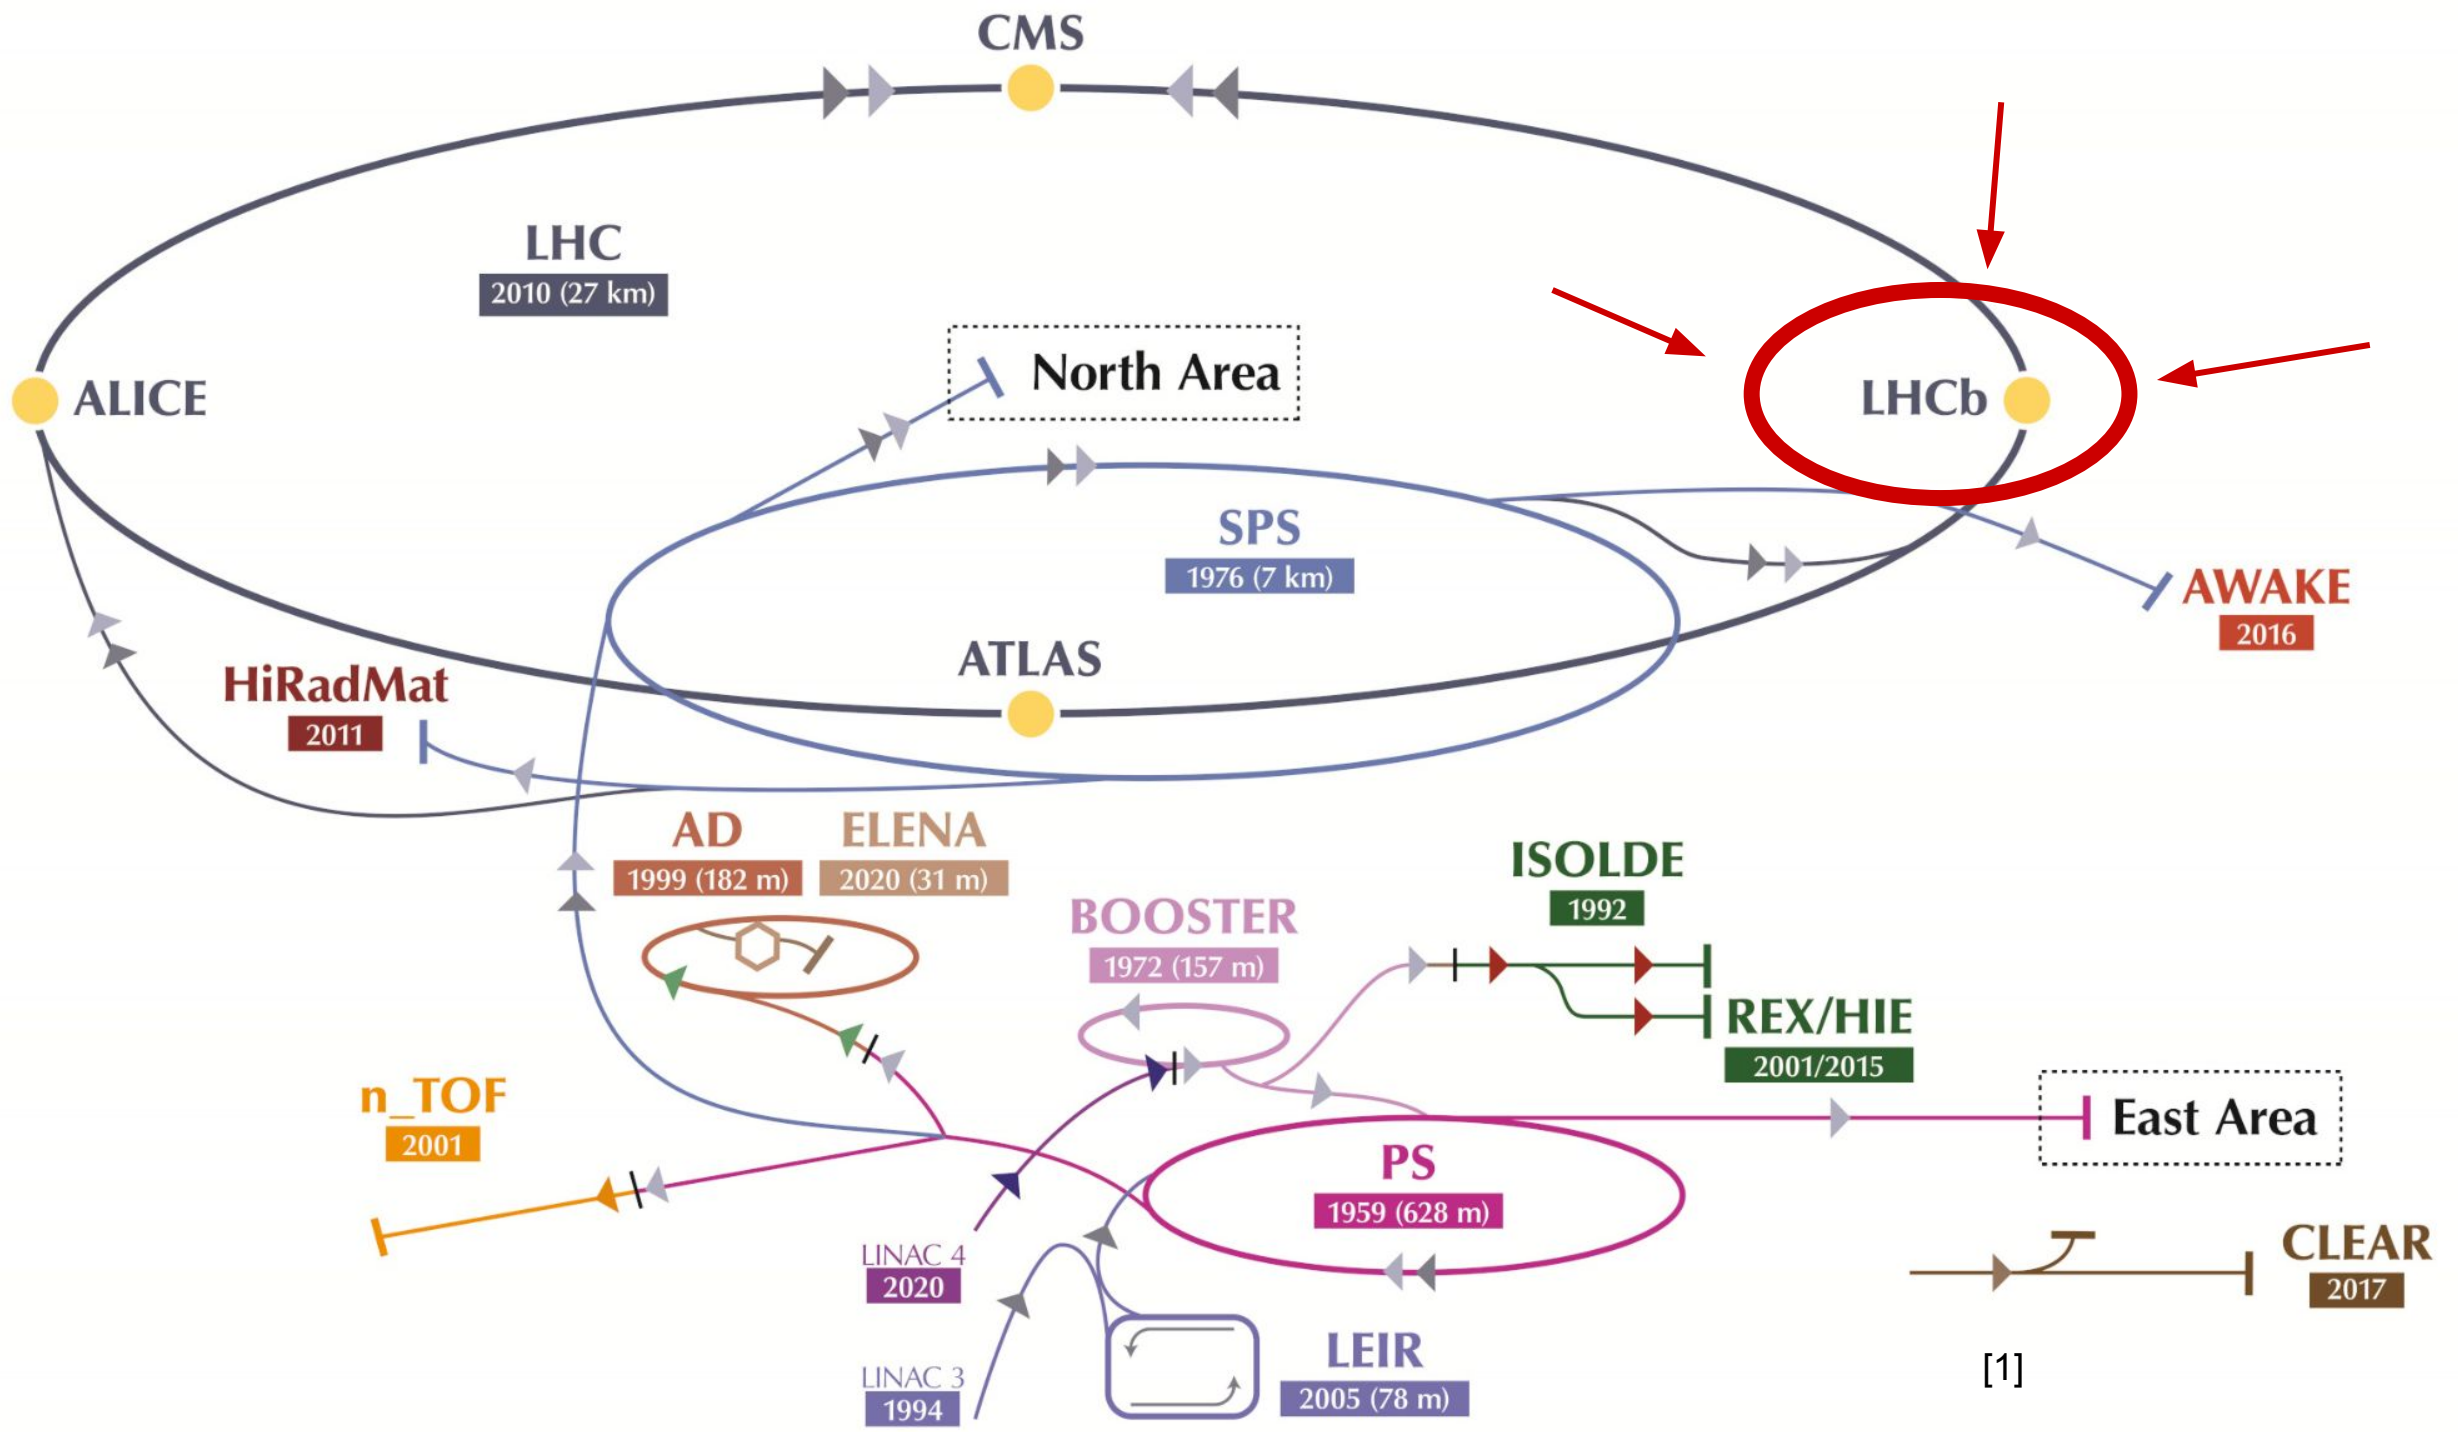 CMS
LHC
2010 (27 km)
North Area
ALICE
LHCb
SPS
1976 (7 km)
AWAKE
2016
ATLAS
HiRadMat
2011
AD
1999 (182 m)
ELENA
2020 (31 m)
ISOLDE
1992
BOOSTER
1972 (157 m)
REX/HIE
2001/2015
n_TOF
2001
East Area
PS
1959 (628 m)
LINAC 4
2020
CLEAR
2017
LEIR
2005 (78 m)
LINAC 3
1994
[1]